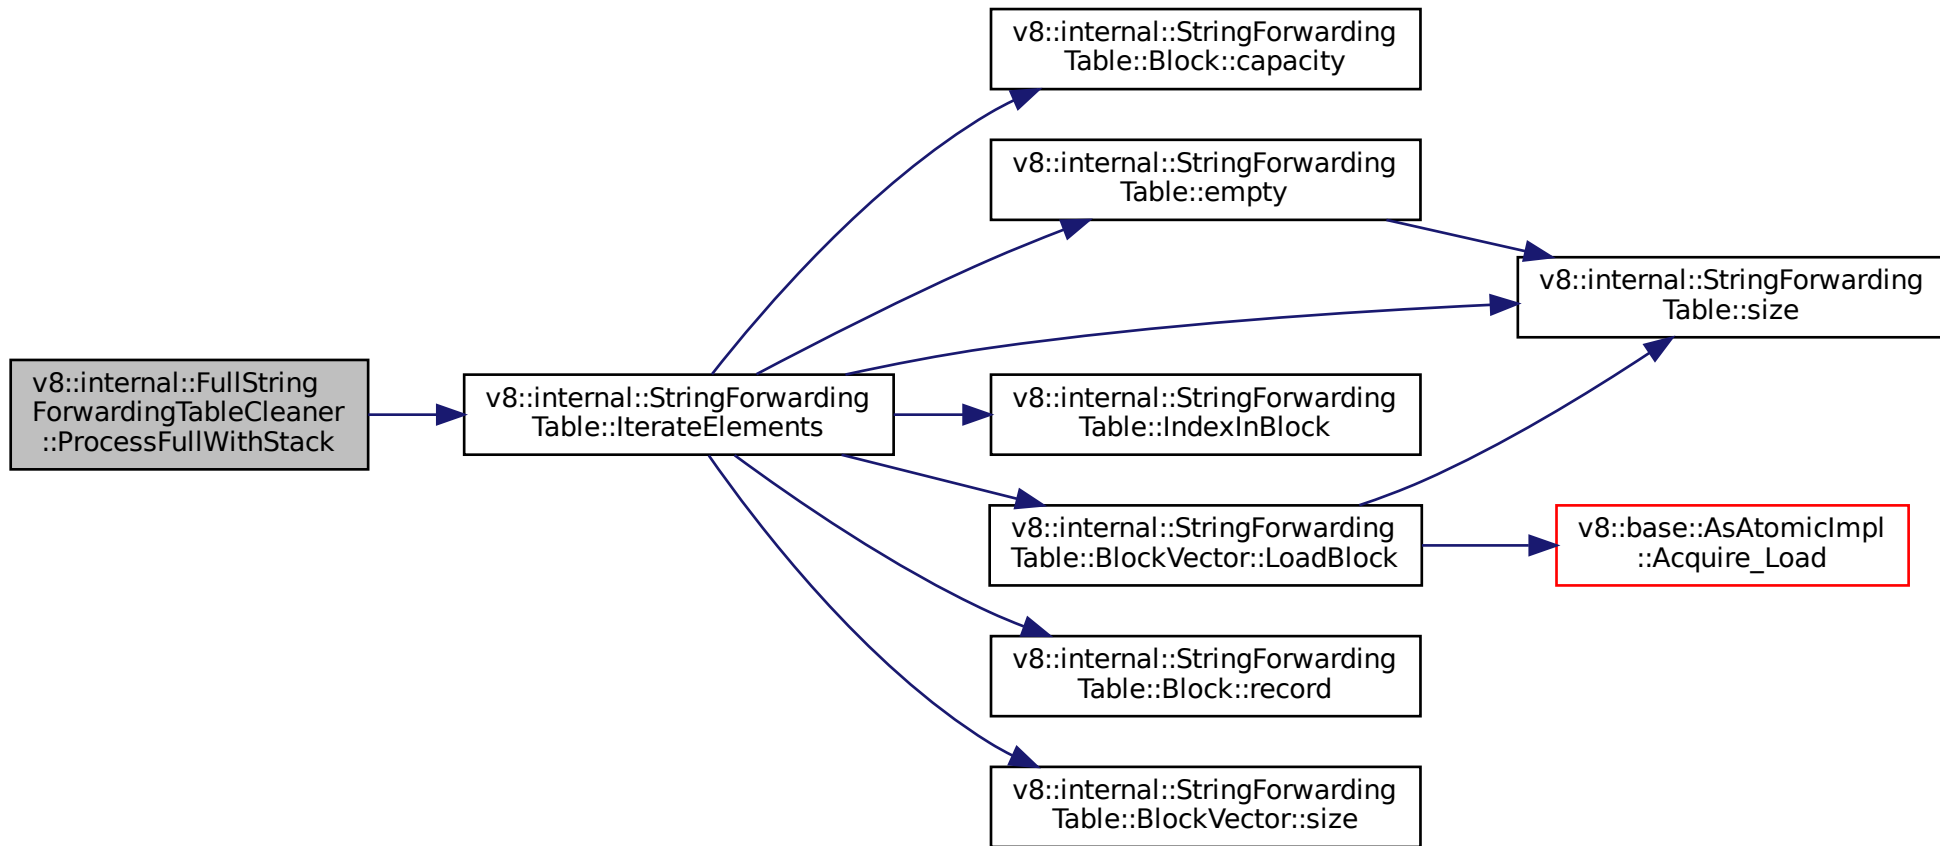 v8::internal::FullString
ForwardingTableCleaner
::ProcessFullWithStack
v8::internal::StringForwarding
Table::IterateElements
v8::internal::StringForwarding
Table::Block::capacity
v8::internal::StringForwarding
Table::empty
v8::internal::StringForwarding
Table::size
v8::internal::StringForwarding
Table::IndexInBlock
v8::internal::StringForwarding
Table::BlockVector::LoadBlock
v8::base::AsAtomicImpl
::Acquire_Load
v8::internal::StringForwarding
Table::Block::record
v8::internal::StringForwarding
Table::BlockVector::size